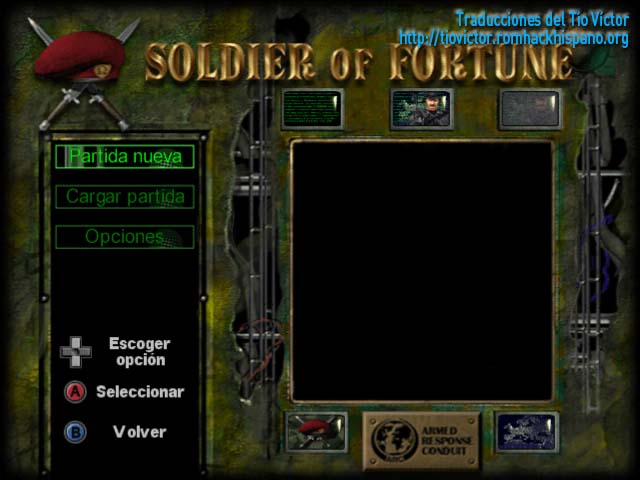 Traducciones del Tio Victor
http://tiovictor.romhackhispano.org
SOLDIER OF FORTUNE
Partida nueva
Cargar partida
Opciones
Escoger
opción
A Seleccionar
B Volver
ARMED
RESPONSE
CONDUIT